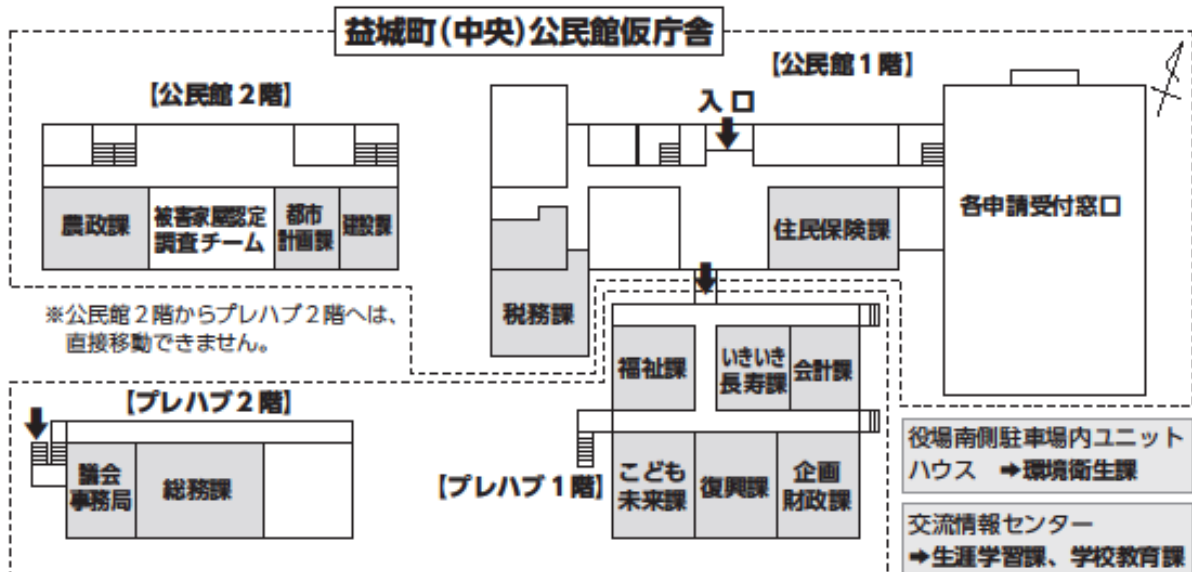 益城町（中央）公民館仮庁舎
【公民館１階】
【公民館２階】
入口
農政課
被害家屋認定
調査チーム
都市
計画課
建設課
各申請受付窓口
住民保険課
税務課
※公民館２階からプレハブ２階へは、
直接移動できません。
福祉課
いきいき
長寿課
会計課
【プレハブ２階】
議会
事務局
総務課
【プレハブ１階】
こども
未来課
復興課
企画
財政課
役場南側駐車場内ユニット
ハウス ➡環境衛生課
交流情報センター
➡生涯学習課、学校教育課